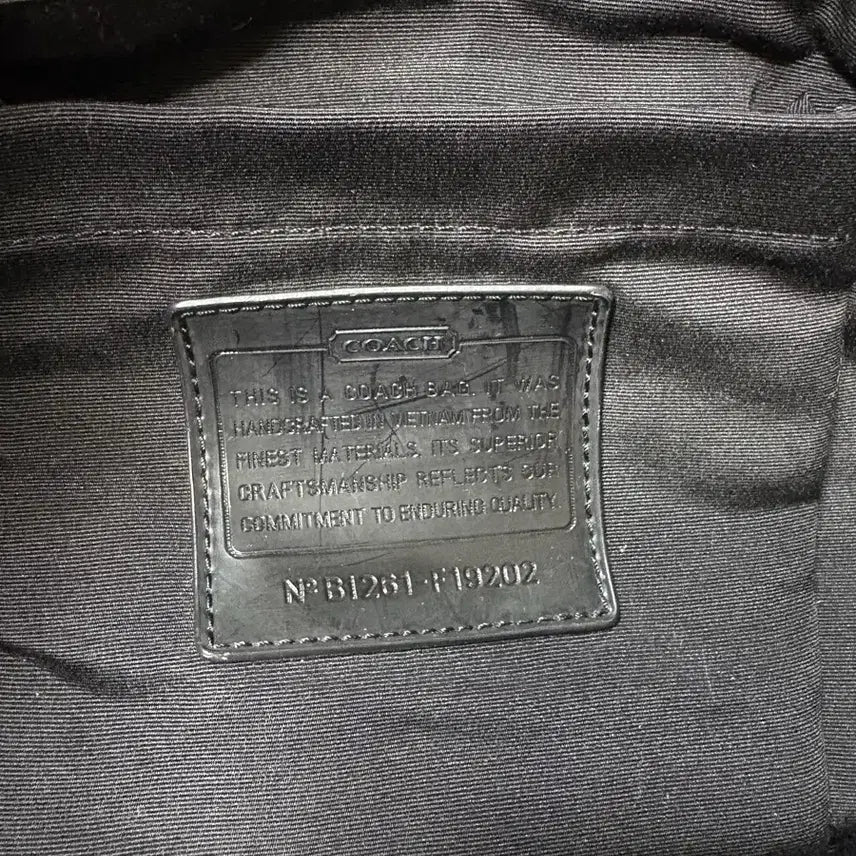 COACH
THIS IS A COACH BAG. IT WAS
HANDCRAFTED IN VIETNAM FROM THE
FINEST MATERIALS. ITS SUPERIOR
CRAFTSMANSHIP REFLECTS OUR
COMMITMENT TO ENDURING QUALITY.
Nº B1261-F19202